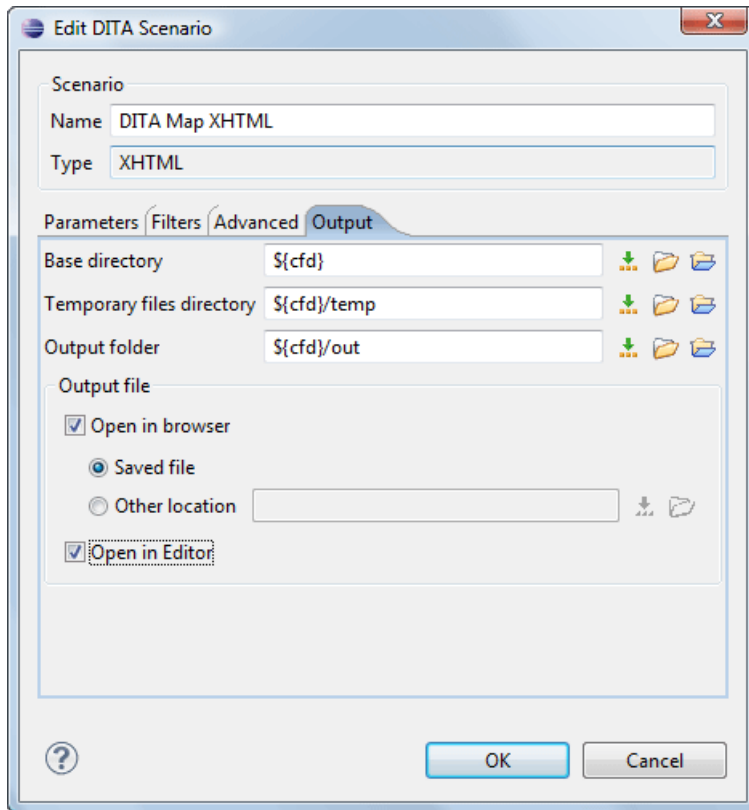 Edit DITA Scenario
Scenario
Name DITA Map XHTML
Type XHTML
Parameters Filters Advanced Output
Base directory ${cfd}
Temporary files directory ${cfd}/temp
Output folder ${cfd}/out
Output file
Open in browser
Saved file
Other location
Open in Editor
?
OK Cancel